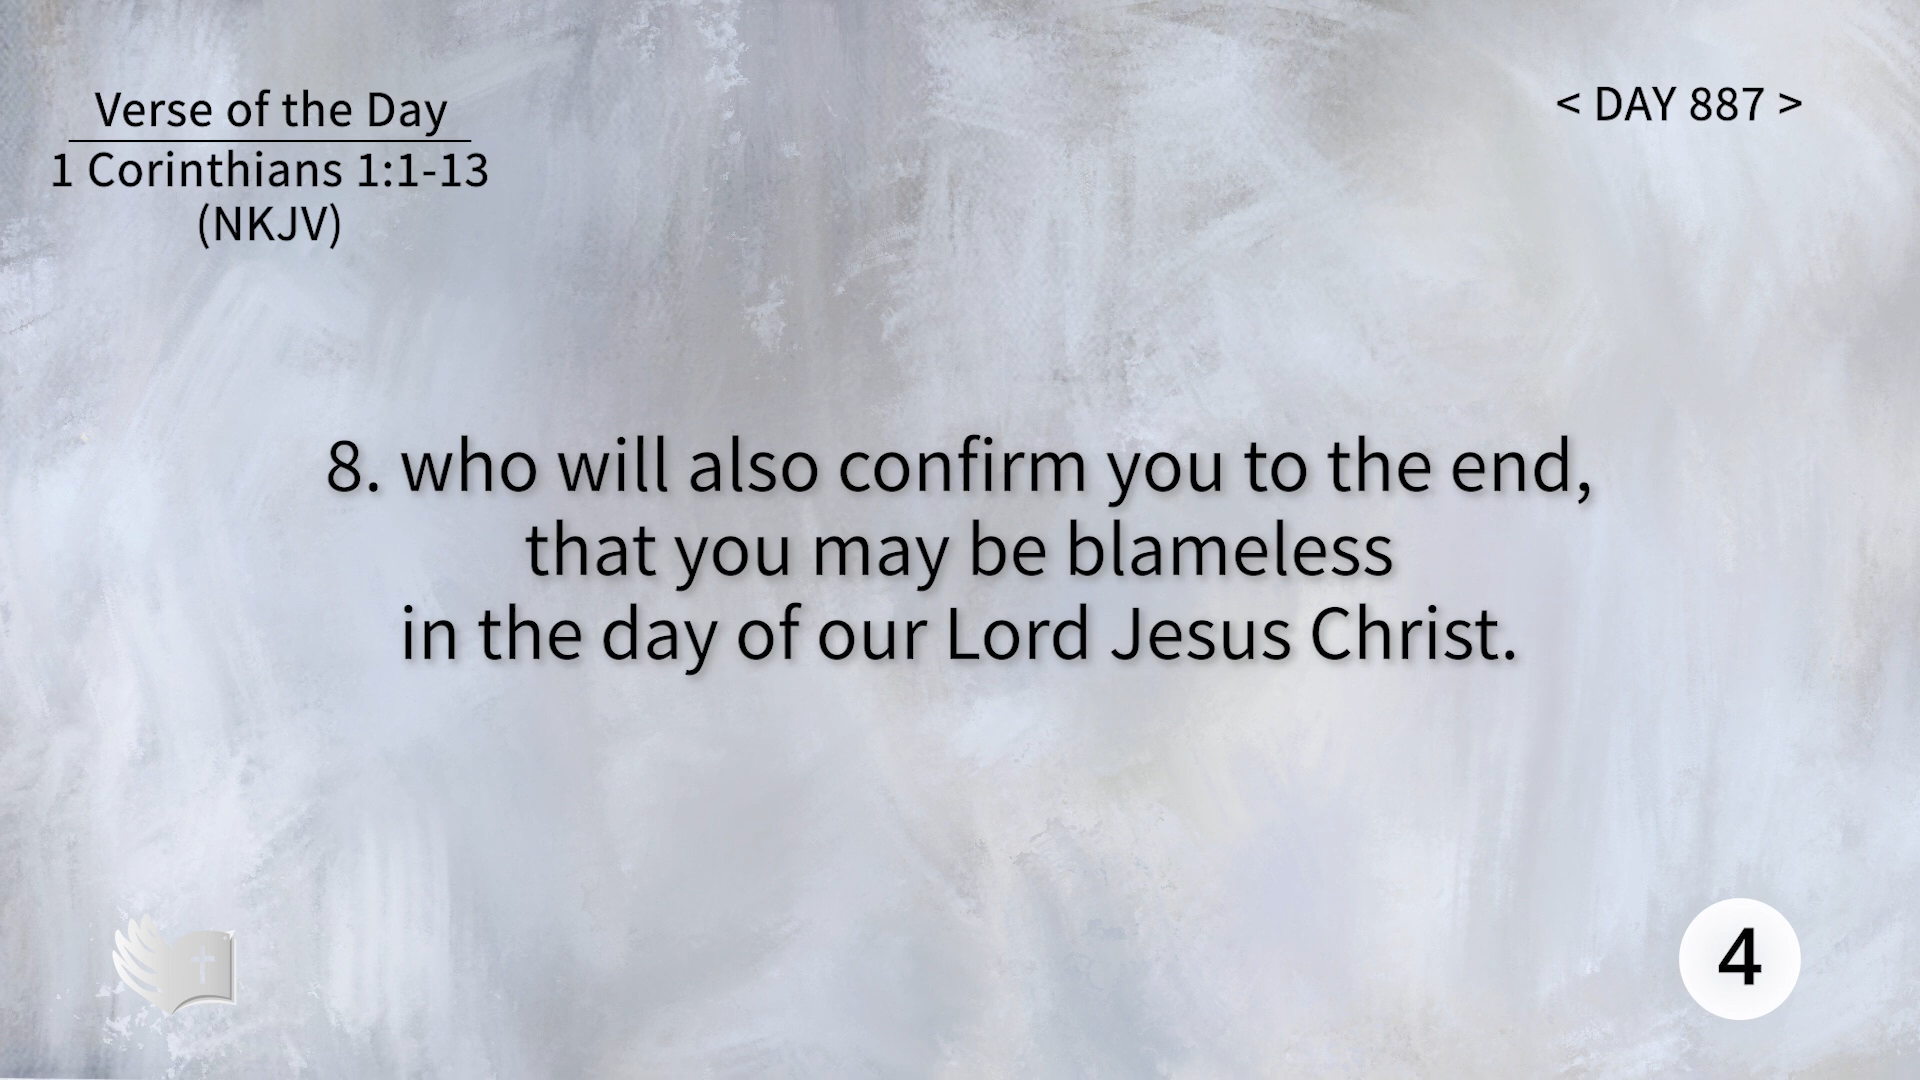 Verse of the Day
1 Corinthians 1:1-13
(NKJV)
< DAY 887 >
8. who will also confirm you to the end,
that you may be blameless
in the day of our Lord Jesus Christ.
4